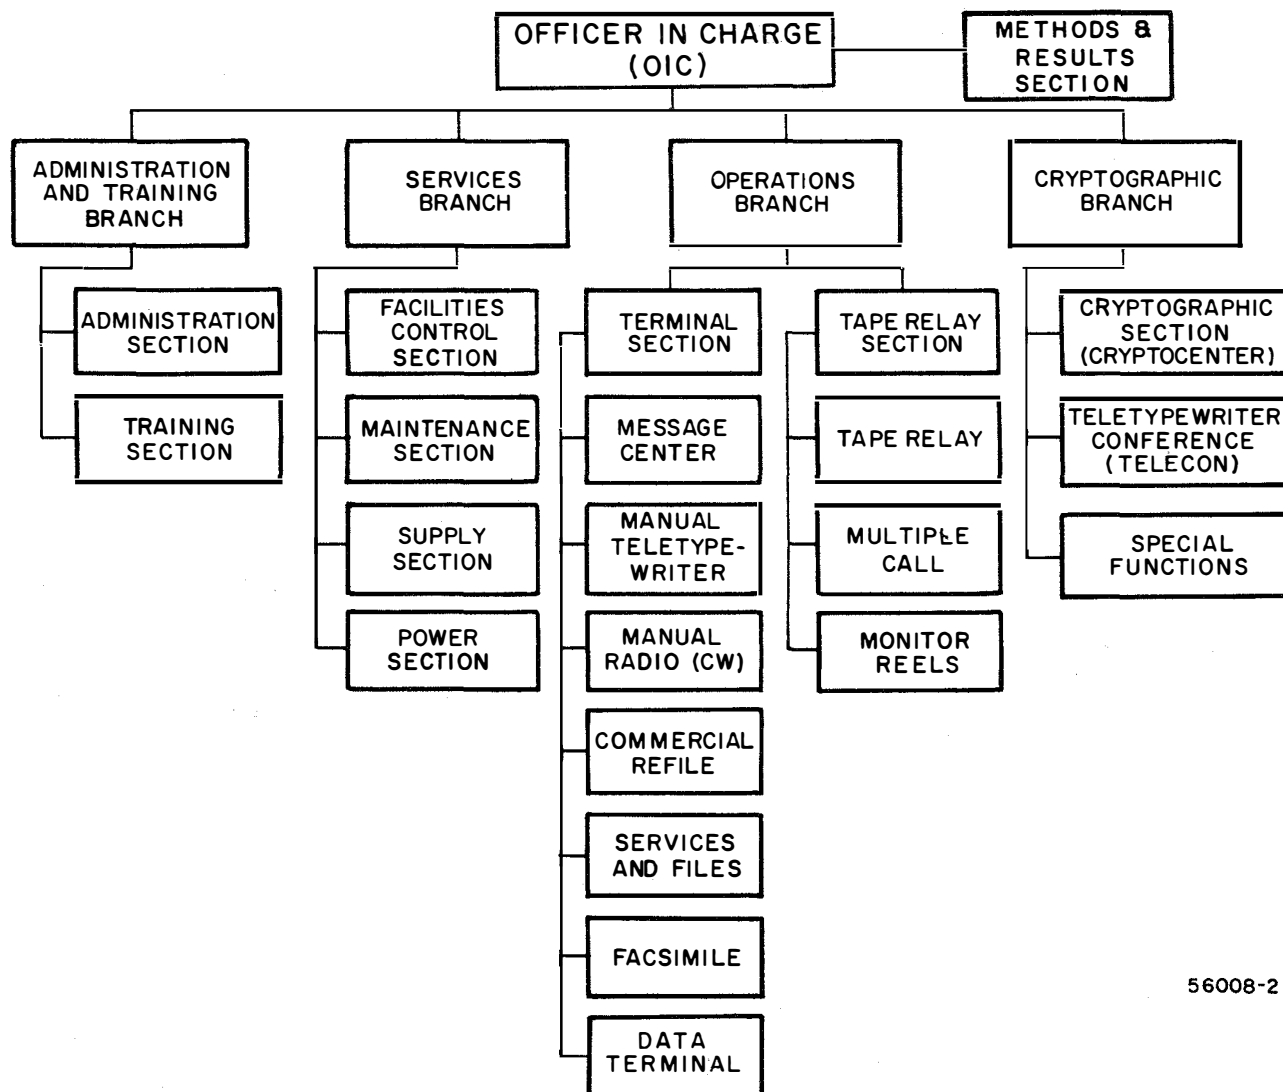 OFFICER IN CHARGE
(OIC)
METHODS &
RESULTS
SECTION
ADMINISTRATION
AND TRAINING
BRANCH
SERVICES
BRANCH
OPERATIONS
BRANCH
CRYPTOGRAPHIC
BRANCH
ADMINISTRATION
SECTION
TRAINING
SECTION
FACILITIES
CONTROL
SECTION
MAINTENANCE
SECTION
SUPPLY
SECTION
POWER
SECTION
TERMINAL
SECTION
MESSAGE
CENTER
MANUAL
TELETYPE-
WRITER
MANUAL
RADIO (CW)
COMMERCIAL
REFILE
SERVICES
AND FILES
FACSIMILE
DATA
TERMINAL
TAPE RELAY
SECTION
TAPE RELAY
MULTIPLE
CALL
MONITOR
REELS
CRYPTOGRAPHIC
SECTION
(CRYPTOCENTER)
TELETYPEWRITER
CONFERENCE
(TELECON)
SPECIAL
FUNCTIONS
56008-2